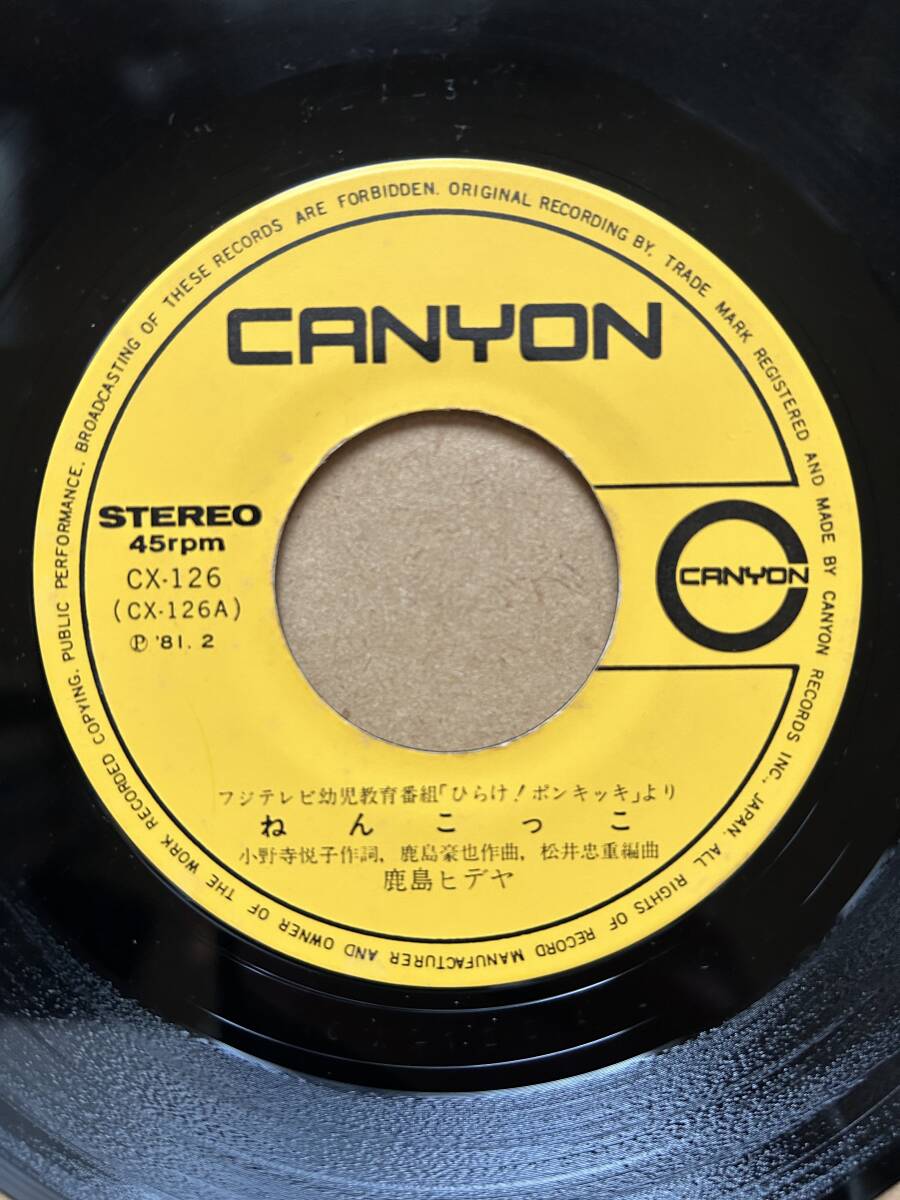 CANYON
STEREO
45rpm
CX-126
(CX-126A)
Ⓟ '81. 2
CANYON
フジテレビ幼児教育番組「ひらけ!ポンキッキ」より
ねんこっこ
小野寺悦子作詞, 鹿島豪也作曲, 松井忠重編曲
鹿島ヒデヤ
ORIGINAL RECORDING BY, TRADE MARK REGISTERED AND MADE BY CANYON RECORDS INC., JAPAN. ALL RIGHTS OF RECORD MANUFACTURER AND OWNER OF THE WORK RECORDED COPYING. PUBLIC PERFORMANCE. BROADCASTING OF THESE RECORDS ARE FORBIDDEN.